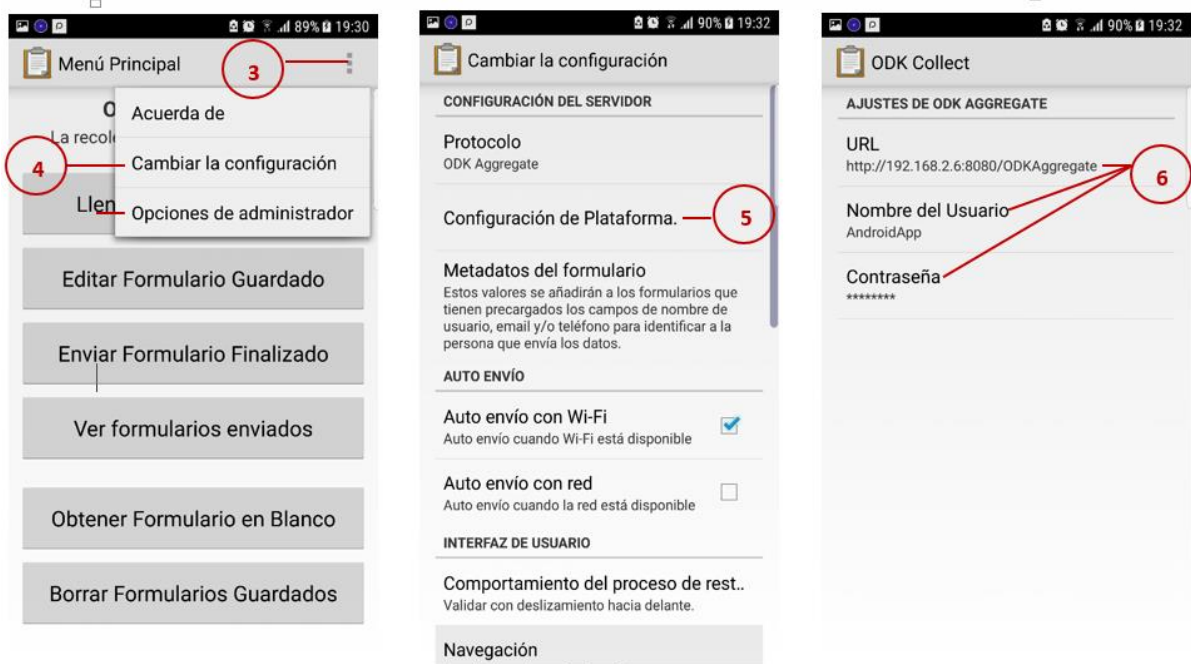 89% 19:30
Menú Principal
3
Acuerda de
La recole
4
Cambiar la configuración
Llen
Opciones de administrador
Editar Formulario Guardado
Enviar Formulario Finalizado
Ver formularios enviados
Obtener Formulario en Blanco
Borrar Formularios Guardados
90% 19:32
Cambiar la configuración
CONFIGURACIÓN DEL SERVIDOR
Protocolo
ODK Aggregate
Configuración de Plataforma.
5
Metadatos del formulario
Estos valores se añadirán a los formularios que
tienen precargados los campos de nombre de
usuario, email y/o teléfono para identificar a la
persona que envía los datos.
AUTO ENVÍO
Auto envío con Wi-Fi
Auto envío cuando Wi-Fi está disponible
Auto envío con red
Auto envío cuando la red está disponible
INTERFAZ DE USUARIO
Comportamiento del proceso de rest..
Validar con deslizamiento hacia delante.
Navegación
90% 19:32
ODK Collect
AJUSTES DE ODK AGGREGATE
URL
http://192.168.2.6:8080/ODKAggregate
6
Nombre del Usuario
AndroidApp
Contraseña
********